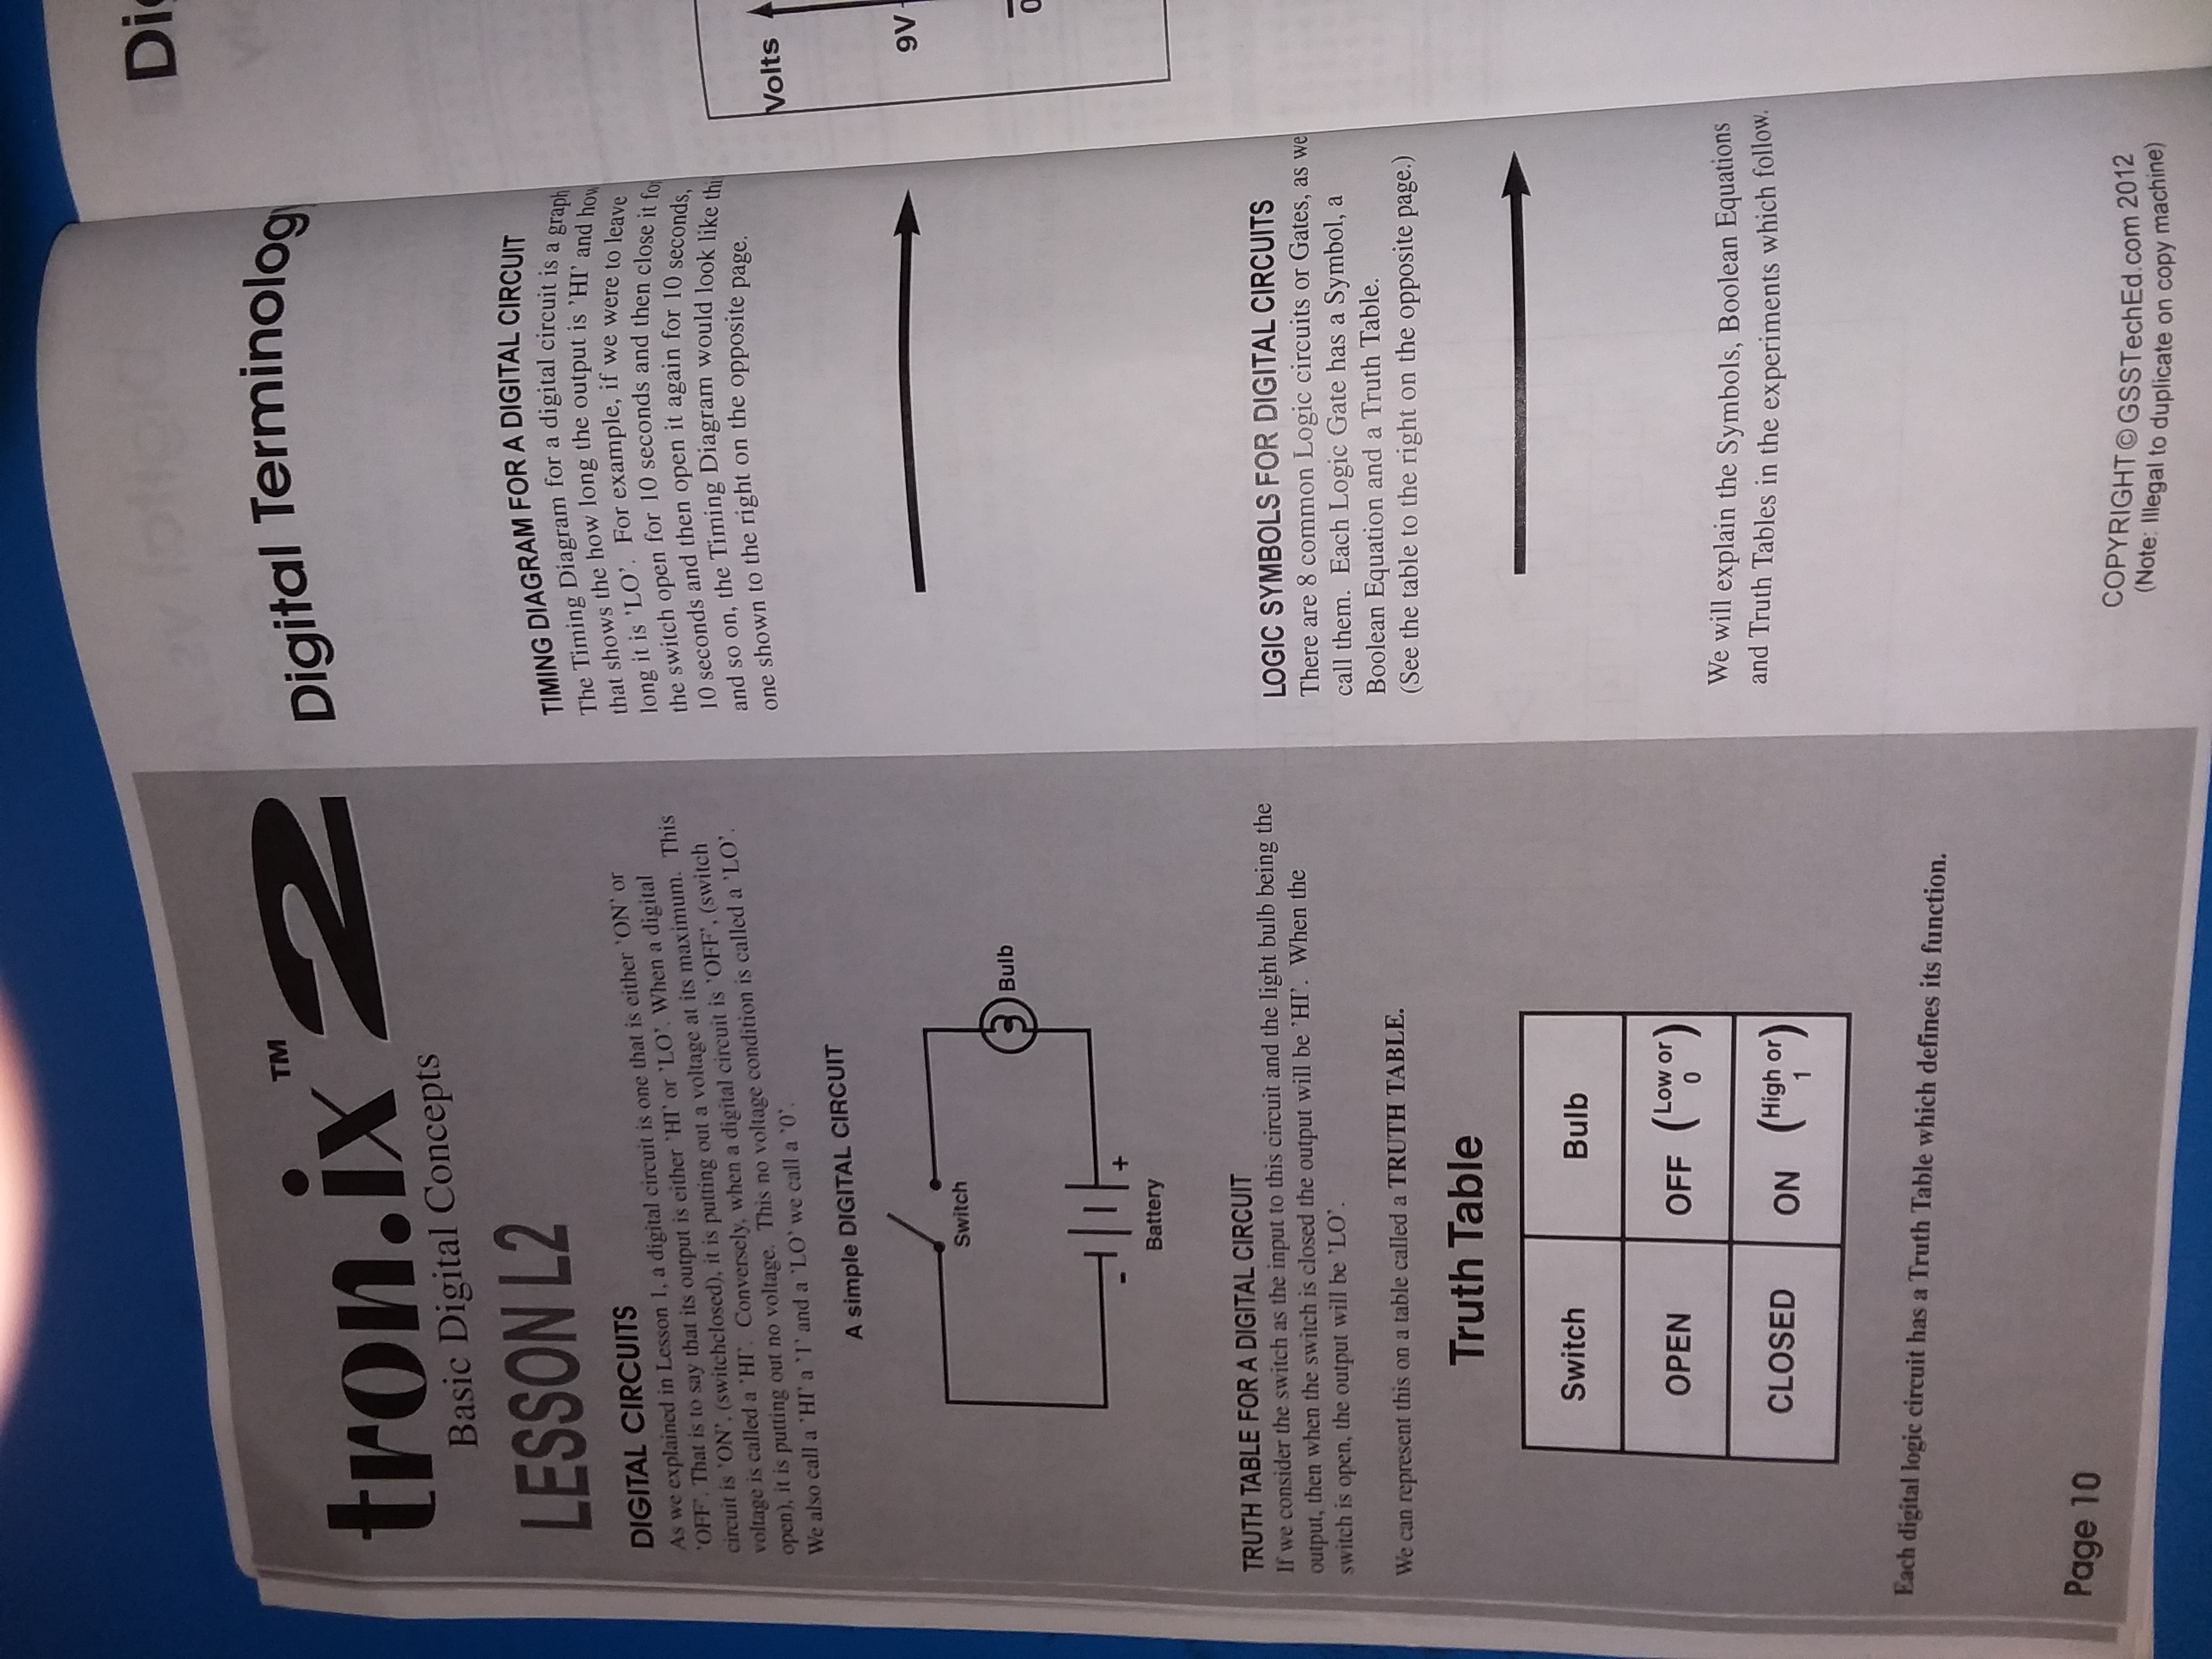 tron.ix™ 2
Basic Digital Concepts
LESSON L2
DIGITAL CIRCUITS
As we explained in Lesson 1, a digital circuit is one that is either 'ON' or
'OFF'. That is to say that its output is either 'HI' or 'LO'. When a digital
circuit is 'ON', (switchclosed), it is putting out a voltage at its maximum. This
voltage is called a 'HI'. Conversely, when a digital circuit is 'OFF', (switch
open), it is putting out no voltage. This no voltage condition is called a 'LO'.
We also call a 'HI' a '1' and a 'LO' we call a '0'.
A simple DIGITAL CIRCUIT
Switch
Bulb
- +
Battery
TRUTH TABLE FOR A DIGITAL CIRCUIT
If we consider the switch as the input to this circuit and the light bulb being the
output, then when the switch is closed the output will be 'HI'. When the
switch is open, the output will be 'LO'.
We can represent this on a table called a TRUTH TABLE.
Truth Table
Switch Bulb
OPEN OFF (Low or 0)
CLOSED ON (High or 1)
Each digital logic circuit has a Truth Table which defines its function.
Page 10
Digital Terminology
TIMING DIAGRAM FOR A DIGITAL CIRCUIT
The Timing Diagram for a digital circuit is a graph
that shows the how long the output is 'HI' and how
long it is 'LO'. For example, if we were to leave
the switch open for 10 seconds and then close it fo
10 seconds and then open it again for 10 seconds,
and so on, the Timing Diagram would look like thi
one shown to the right on the opposite page.
LOGIC SYMBOLS FOR DIGITAL CIRCUITS
There are 8 common Logic circuits or Gates, as we
call them. Each Logic Gate has a Symbol, a
Boolean Equation and a Truth Table.
(See the table to the right on the opposite page.)
We will explain the Symbols, Boolean Equations
and Truth Tables in the experiments which follow.
COPYRIGHT © GSSTechEd.com 2012
(Note: Illegal to duplicate on copy machine)
Volts
9V
0